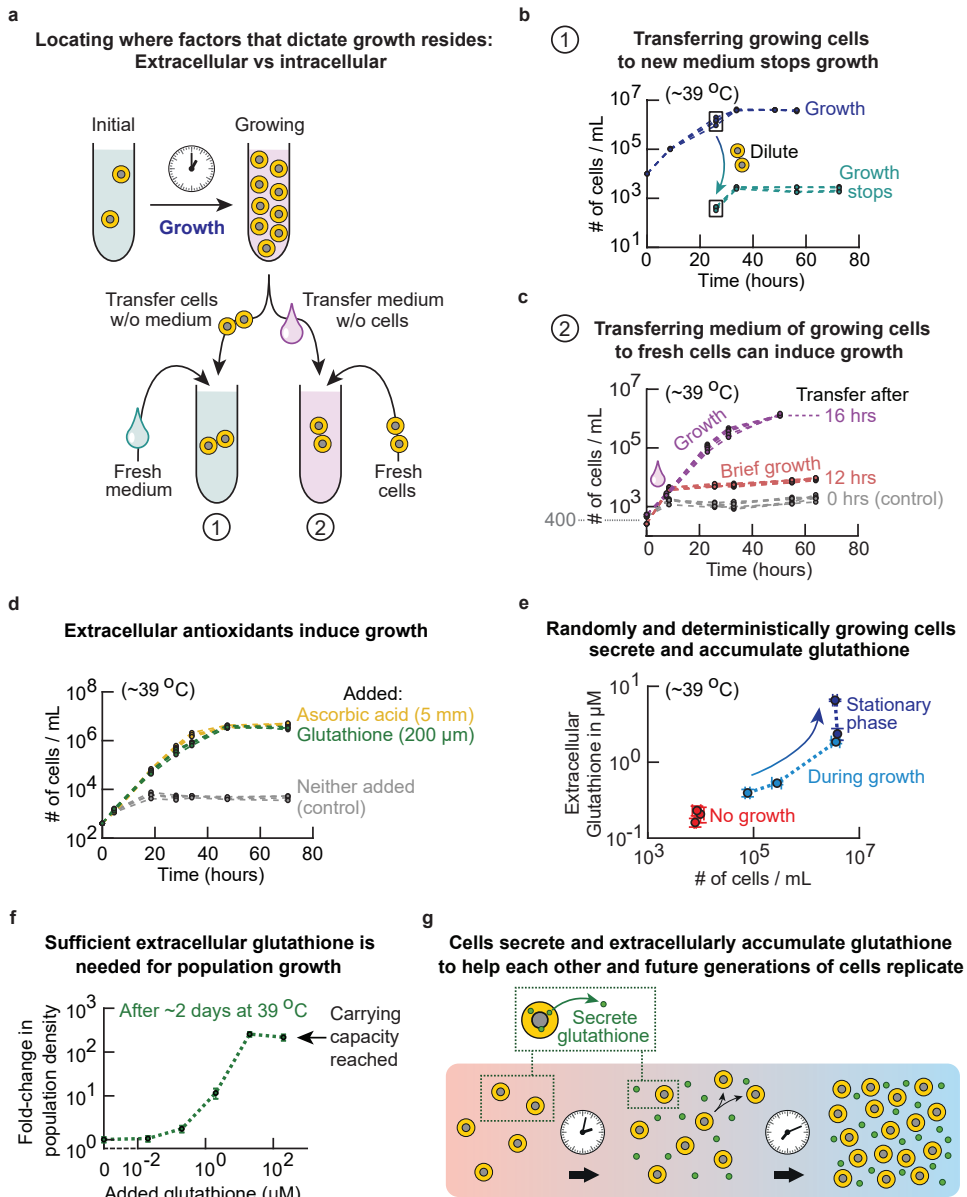 a
Locating where factors that dictate growth resides:
Extracellular vs intracellular
Initial
Growing
Growth
Transfer cells
w/o medium
Transfer medium
w/o cells
Fresh
medium
Fresh
cells
1
2
b
1
Transferring growing cells
to new medium stops growth
10⁷
10⁵
10³
10¹
# of cells / mL
(~39 °C)
Growth
Dilute
Growth
stops
0 20 40 60 80
Time (hours)
c
2
Transferring medium of growing cells
to fresh cells can induce growth
10⁷
10⁵
10³
400
# of cells / mL
(~39 °C)
Transfer after
16 hrs
Growth
Brief growth
12 hrs
0 hrs (control)
0 20 40 60 80
Time (hours)
d
Extracellular antioxidants induce growth
10⁸
10⁶
10⁴
10²
# of cells / mL
(~39 °C)
Added:
Ascorbic acid (5 mm)
Glutathione (200 µm)
Neither added
(control)
0 20 40 60 80
Time (hours)
e
Randomly and deterministically growing cells
secrete and accumulate glutathione
10¹
10⁰
10⁻¹
Extracellular
Glutathione in µM
(~39 °C)
Stationary
phase
During growth
No growth
10³ 10⁵ 10⁷
# of cells / mL
f
Sufficient extracellular glutathione is
needed for population growth
10³
10²
10¹
10⁰
Fold-change in
population density
After ~2 days at 39 °C
Carrying
capacity
reached
0 10⁻² 10⁰ 10²
Added glutathione (µM)
g
Cells secrete and extracellularly accumulate glutathione
to help each other and future generations of cells replicate
Secrete
glutathione